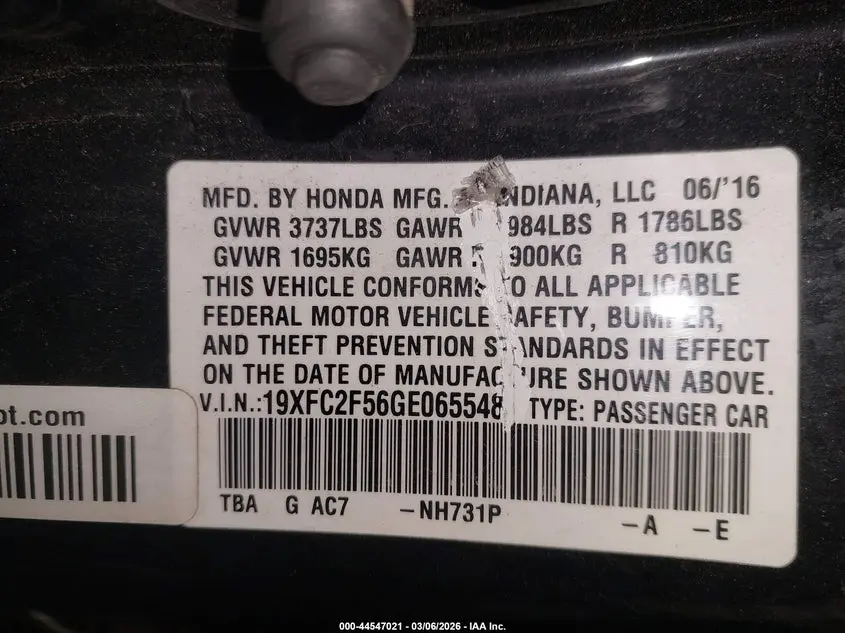 MFD. BY HONDA MFG. NDIANA, LLC 06/'16
GVWR 3737LBS GAWR 984LBS R 1786LBS
GVWR 1695KG GAWR 900KG R 810KG
THIS VEHICLE CONFORMS TO ALL APPLICABLE
FEDERAL MOTOR VEHICLE SAFETY, BUMPER,
AND THEFT PREVENTION STANDARDS IN EFFECT
ON THE DATE OF MANUFACTURE SHOWN ABOVE.
V.I.N.:19XFC2F56GE065548 TYPE: PASSENGER CAR
TBA G AC7 -NH731P -A -E
ot.com
000-44547021 - 03/06/2026 - IAA Inc.